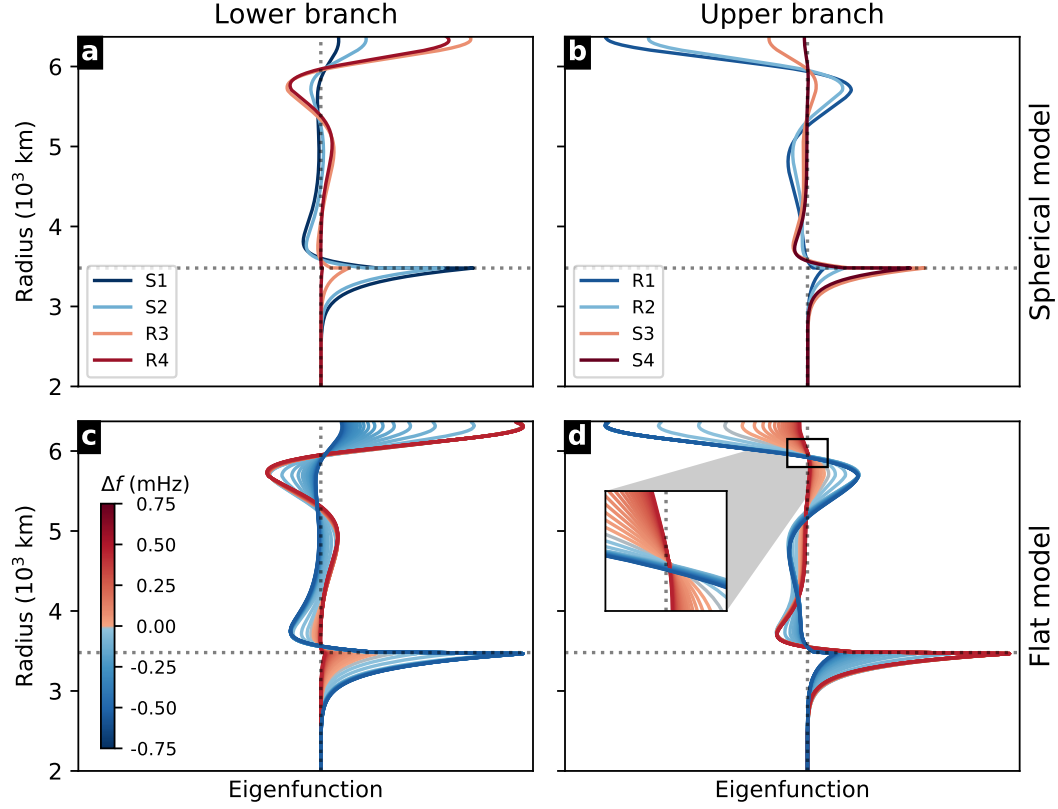 Lower branch
Upper branch
a
b
6
5
4
3
2
Radius (10³ km)
S1
S2
R3
R4
R1
R2
S3
S4
Spherical model
c
d
6
5
4
3
2
Radius (10³ km)
Δf (mHz)
0.75
0.50
0.25
0.00
-0.25
-0.50
-0.75
Flat model
Eigenfunction
Eigenfunction